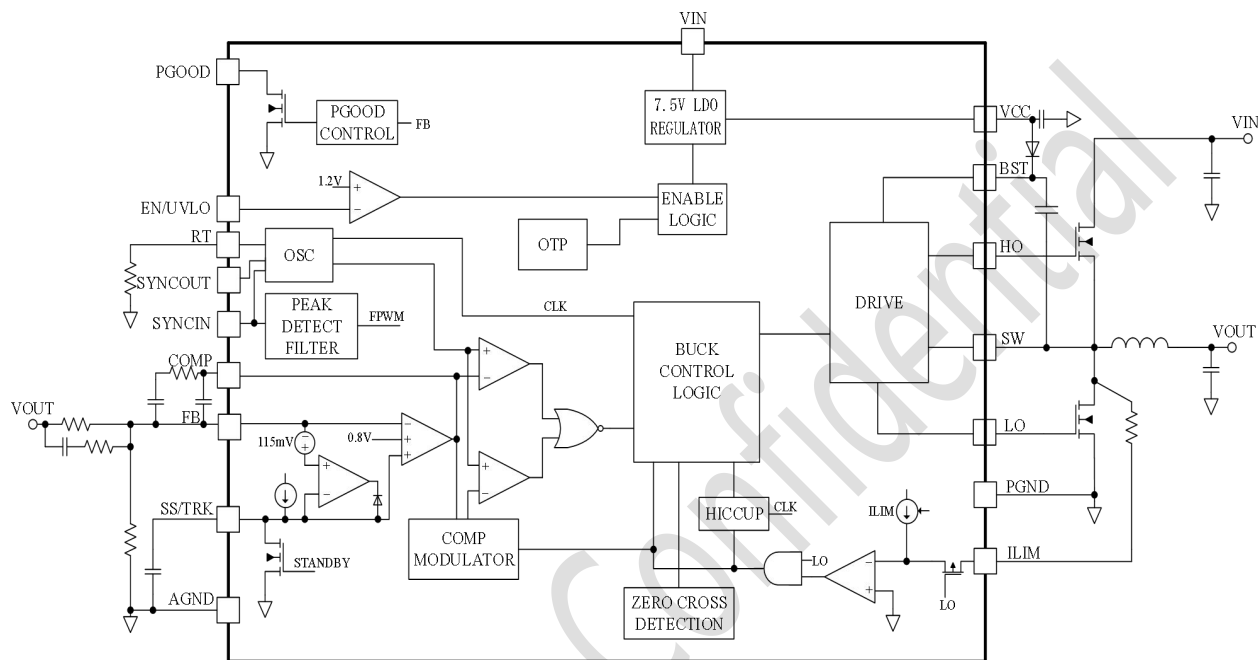 VIN
PGOOD
PGOOD
CONTROL
FB
7.5V LDO
REGULATOR
VCC
VIN
BST
1.2V
+
−
EN/UVLO
ENABLE
LOGIC
OTP
RT
OSC
SYNCOUT
HO
DRIVE
SYNCIN
PEAK
DETECT
FILTER
FPWM
CLK
BUCK
CONTROL
LOGIC
SW
VOUT
COMP
+
−
VOUT
FB
115mV
−
+
0.8V
−
+
+
LO
+
−
+
−
SS/TRK
PGND
HICCUP
CLK
ILIM
STANDBY
COMP
MODULATOR
LO
−
+
ILIM
LO
AGND
ZERO CROSS
DETECTION
Confidential